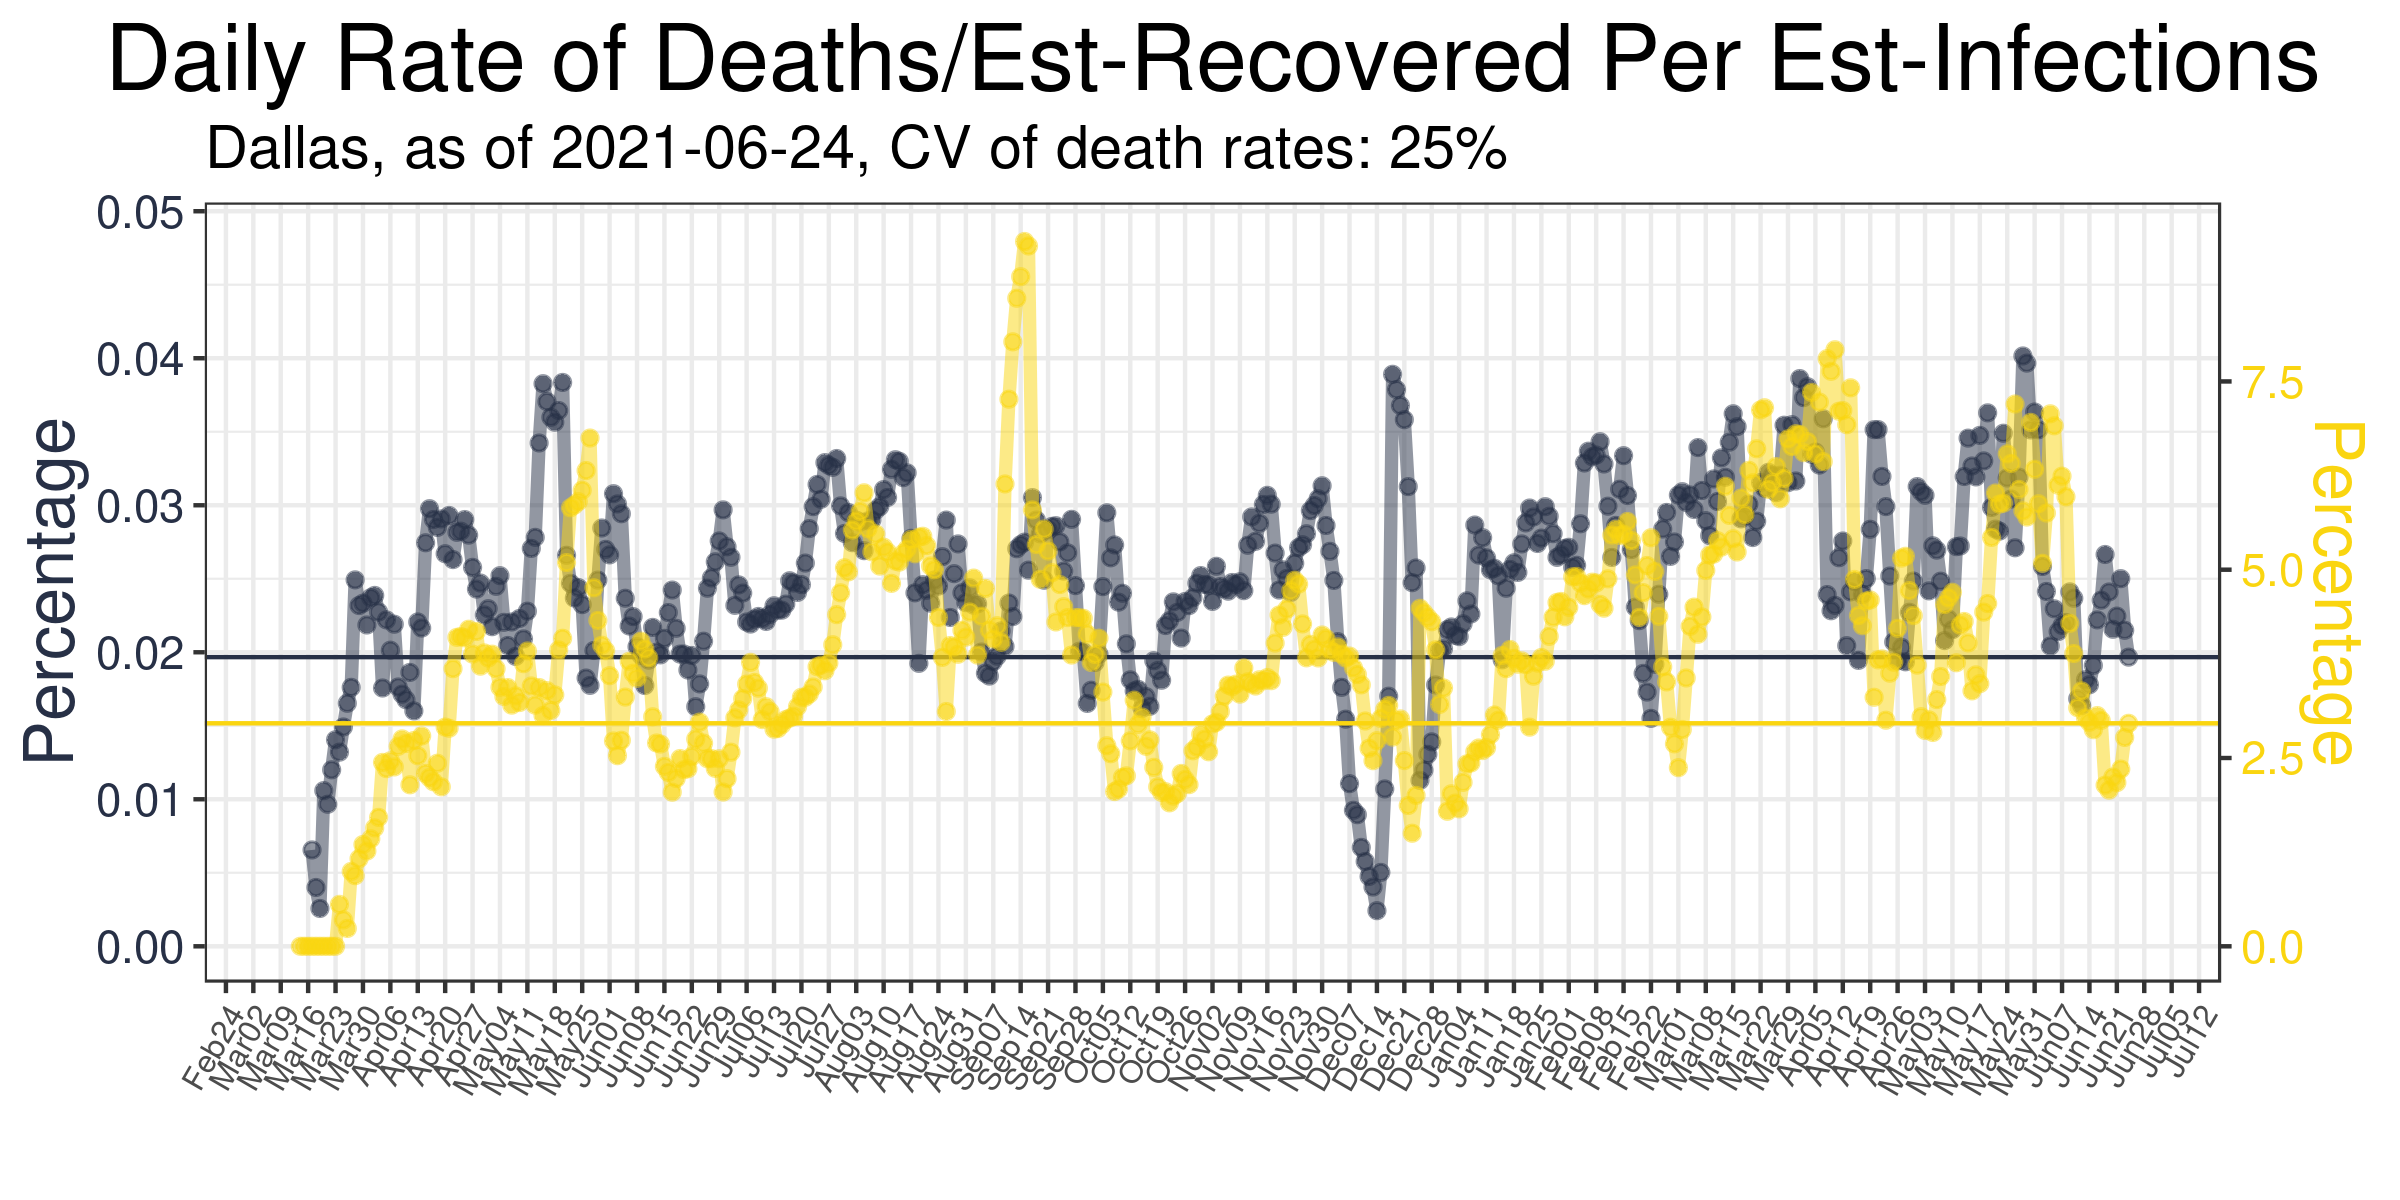 Daily Rate of Deaths/Est-Recovered Per Est-Infections
Dallas, as of 2021-06-24, CV of death rates: 25%
Percentage
0.05
0.04
0.03
0.02
0.01
0.00
7.5
5.0
2.5
0.0
Percentage
Feb24
Mar02
Mar09
Mar16
Mar23
Mar30
Apr06
Apr13
Apr20
Apr27
May04
May11
May18
May25
Jun01
Jun08
Jun15
Jun22
Jun29
Jul06
Jul13
Jul20
Jul27
Aug03
Aug10
Aug17
Aug24
Aug31
Sep07
Sep14
Sep21
Sep28
Oct05
Oct12
Oct19
Oct26
Nov02
Nov09
Nov16
Nov23
Nov30
Dec07
Dec14
Dec21
Dec28
Jan04
Jan11
Jan18
Jan25
Feb01
Feb08
Feb15
Feb22
Mar01
Mar08
Mar15
Mar22
Mar29
Apr05
Apr12
Apr19
Apr26
May03
May10
May17
May24
May31
Jun07
Jun14
Jun21
Jun28
Jul05
Jul12